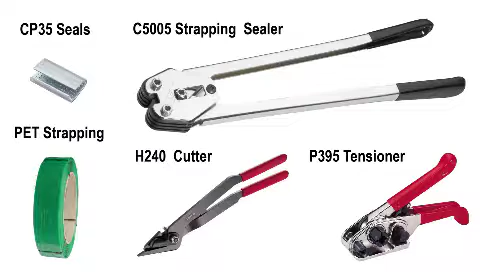 CP35 Seals
C5005 Strapping  Sealer
PET Strapping
H240  Cutter
P395 Tensioner